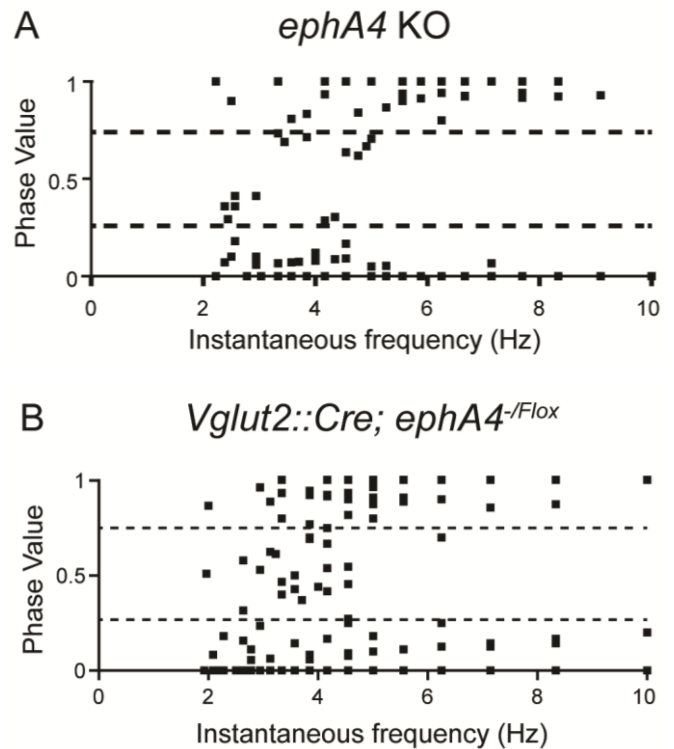 A
ephA4 KO
Phase Value
1
0.5
0
0 2 4 6 8 10
Instantaneous frequency (Hz)
B
Vglut2::Cre; ephA4-/Flox
Phase Value
1
0.5
0
0 2 4 6 8 10
Instantaneous frequency (Hz)